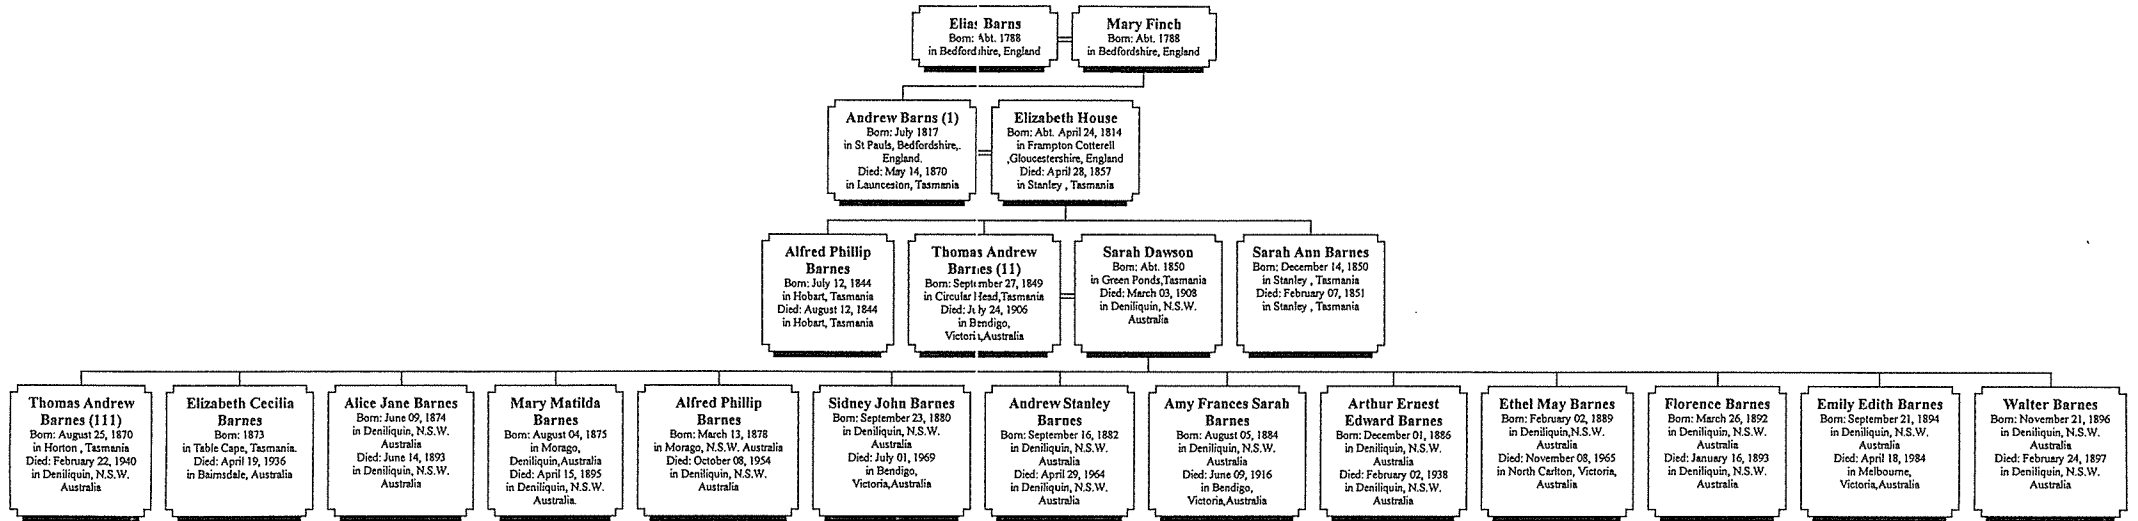 Elias Barns
Born: Abt. 1788
in Bedfordshire, England
Mary Finch
Born: Abt. 1788
in Bedfordshire, England
Andrew Barns (1)
Born: July 1817
in St Pauls, Bedfordshire,.
England.
Died: May 14, 1870
in Launceston, Tasmania
Elizabeth House
Born: Abt. April 24, 1814
in Frampton Cotterell
,Gloucestershire, England
Died: April 28, 1857
in Stanley , Tasmania
Alfred Phillip
Barnes
Born: July 12, 1844
in Hobart, Tasmania
Died: August 12, 1844
in Hobart, Tasmania
Thomas Andrew
Barnes (11)
Born: September 27, 1849
in Circular Head,Tasmania
Died: July 24, 1906
in Bendigo,
Victoria,Australia
Sarah Dawson
Born: Abt. 1850
in Green Ponds,Tasmania
Died: March 03, 1908
in Deniliquin, N.S.W.
Australia
Sarah Ann Barnes
Born: December 14, 1850
in Stanley , Tasmania
Died: February 07, 1851
in Stanley , Tasmania
Thomas Andrew
Barnes (111)
Born: August 25, 1870
in Horton , Tasmania
Died: February 22, 1940
in Deniliquin, N.S.W.
Australia
Elizabeth Cecilia
Barnes
Born: 1873
in Table Cape, Tasmania.
Died: April 19, 1936
in Bairnsdale, Australia
Alice Jane Barnes
Born: June 09, 1874
in Deniliquin, N.S.W.
Australia
Died: June 14, 1893
in Deniliquin, N.S.W.
Australia
Mary Matilda
Barnes
Born: August 04, 1875
in Morago,
Deniliquin,Australia
Died: April 15, 1895
in Deniliquin, N.S.W.
Australia.
Alfred Phillip
Barnes
Born: March 13, 1878
in Morago, N.S.W. Australia
Died: October 08, 1954
in Deniliquin, N.S.W.
Australia
Sidney John Barnes
Born: September 23, 1880
in Deniliquin, N.S.W.
Australia
Died: July 01, 1969
in Bendigo,
Victoria,Australia
Andrew Stanley
Barnes
Born: September 16, 1882
in Deniliquin, N.S.W.
Australia
Died: April 29, 1964
in Deniliquin, N.S.W.
Australia
Amy Frances Sarah
Barnes
Born: August 05, 1884
in Deniliquin, N.S.W.
Australia
Died: June 09, 1916
in Bendigo,
Victoria,Australia
Arthur Ernest
Edward Barnes
Born: December 01, 1886
in Deniliquin, N.S.W.
Australia
Died: February 02, 1938
in Deniliquin, N.S.W.
Australia
Ethel May Barnes
Born: February 02, 1889
in Deniliquin,N.S.W.
Australia
Died: November 08, 1965
in North Carlton, Victoria,
Australia
Florence Barnes
Born: March 26, 1892
in Deniliquin, N.S.W.
Australia
Died: January 16, 1893
in Deniliquin, N.S.W.
Australia
Emily Edith Barnes
Born: September 21, 1894
in Deniliquin, N.S.W.
Australia
Died: April 18, 1984
in Melbourne,
Victoria,Australia
Walter Barnes
Born: November 21, 1896
in Deniliquin, N.S.W.
Australia
Died: February 24, 1897
in Deniliquin, N.S.W.
Australia